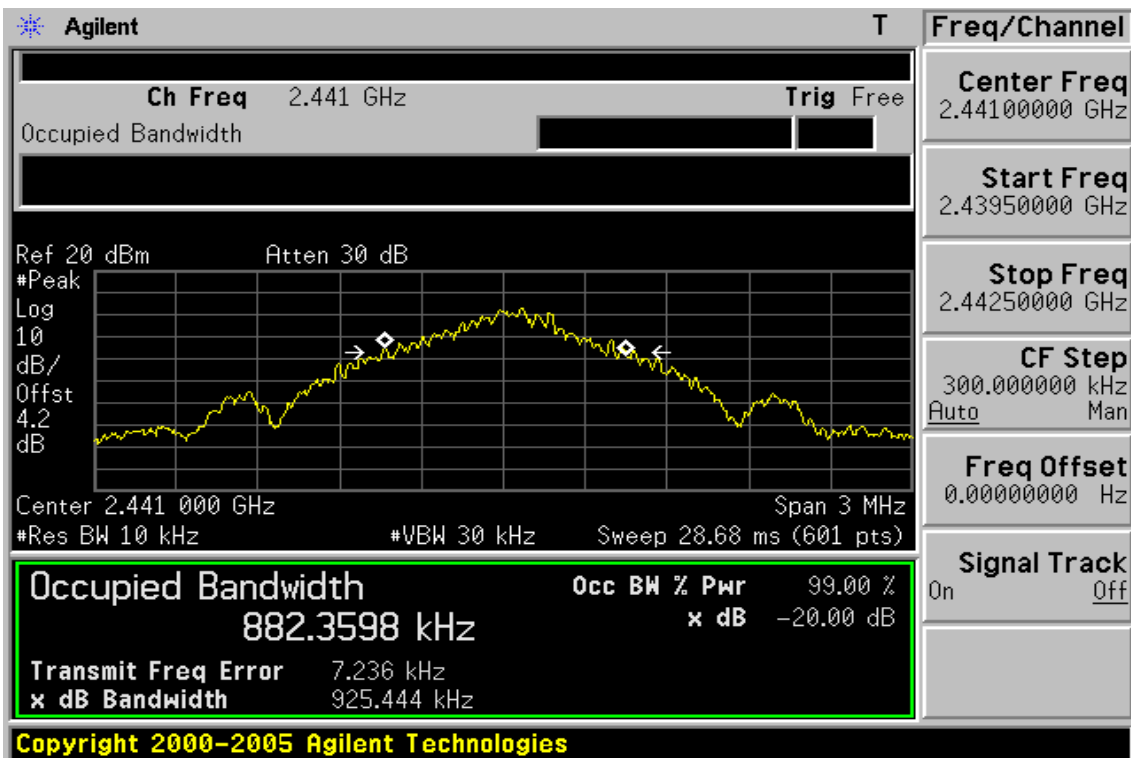 Agilent T
Ch Freq 2.441 GHz Trig Free
Occupied Bandwidth
Ref 20 dBm Atten 30 dB
#Peak
Log
10
dB/
Offst
4.2
dB
Center 2.441 000 GHz Span 3 MHz
#Res BW 10 kHz #VBW 30 kHz Sweep 28.68 ms (601 pts)
Occupied Bandwidth
882.3598 kHz
Occ BW % Pwr 99.00 %
x dB -20.00 dB
Transmit Freq Error 7.236 kHz
x dB Bandwidth 925.444 kHz
Copyright 2000-2005 Agilent Technologies
Freq/Channel
Center Freq
2.44100000 GHz
Start Freq
2.43950000 GHz
Stop Freq
2.44250000 GHz
CF Step
300.000000 kHz
Auto Man
Freq Offset
0.00000000 Hz
Signal Track
On Off